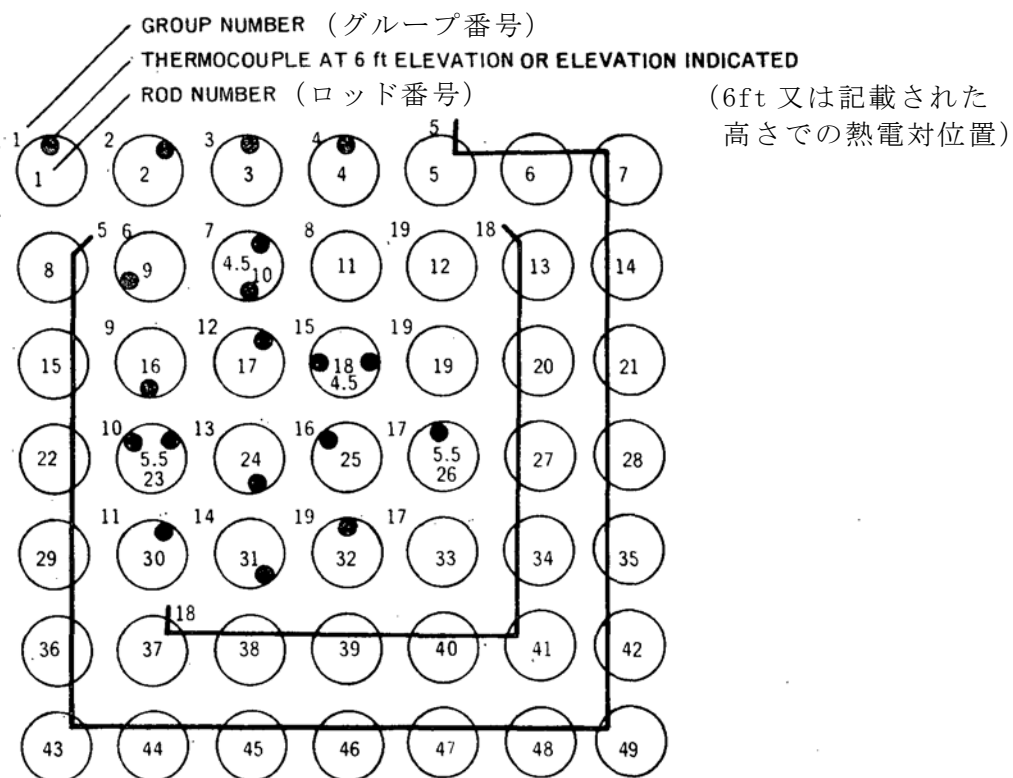 GROUP NUMBER (グループ番号)
THERMOCOUPLE AT 6 ft ELEVATION OR ELEVATION INDICATED
ROD NUMBER (ロッド番号)
(6ft 又は記載された
高さでの熱電対位置)
1 2 3 4 5
1 2 3 4 5 6 7
5 6 7 8 19 18
8 9 4.5 10 11 12 13 14
9 12 15 19
15 16 17 18 4.5 19 20 21
10 13 16 17
22 5.5 23 24 25 5.5 26 27 28
11 14 19 17
29 30 31 32 33 34 35
18
36 37 38 39 40 41 42
43 44 45 46 47 48 49